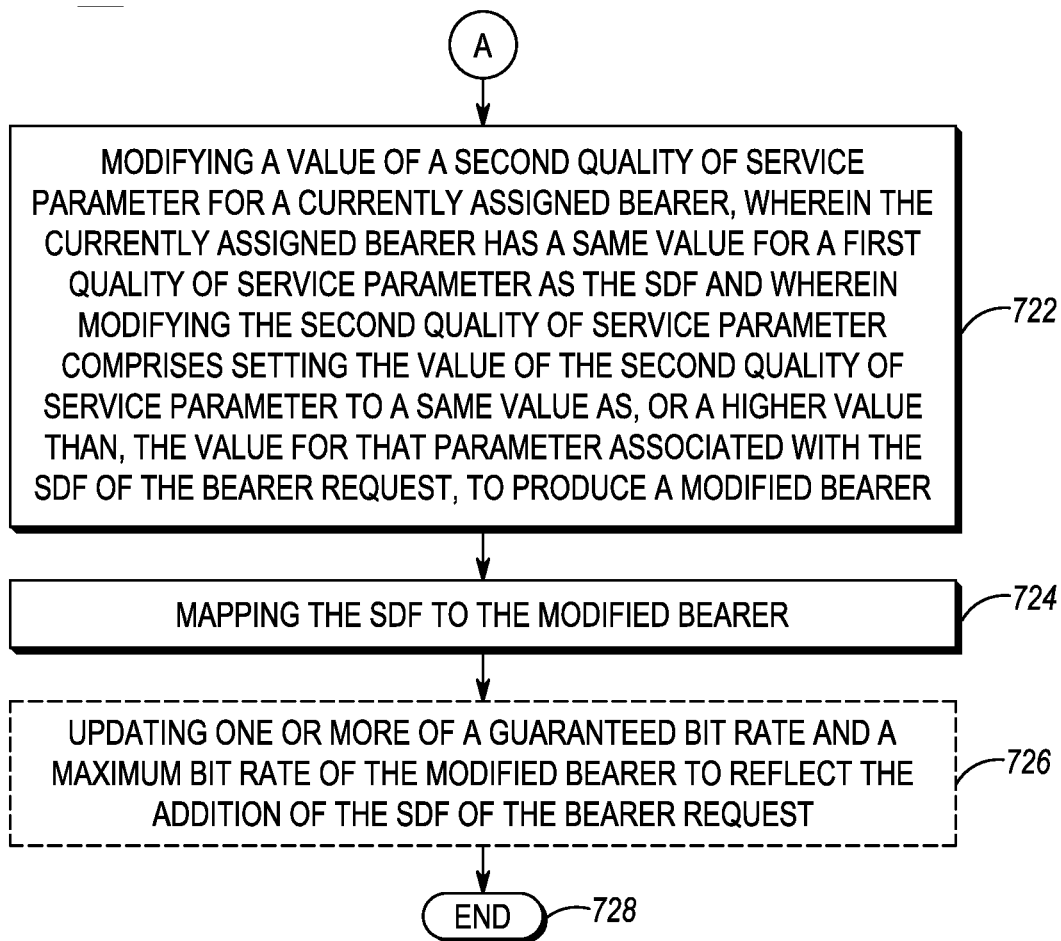 A
MODIFYING A VALUE OF A SECOND QUALITY OF SERVICE
PARAMETER FOR A CURRENTLY ASSIGNED BEARER, WHEREIN THE
CURRENTLY ASSIGNED BEARER HAS A SAME VALUE FOR A FIRST
QUALITY OF SERVICE PARAMETER AS THE SDF AND WHEREIN
MODIFYING THE SECOND QUALITY OF SERVICE PARAMETER
COMPRISES SETTING THE VALUE OF THE SECOND QUALITY OF
SERVICE PARAMETER TO A SAME VALUE AS, OR A HIGHER VALUE
THAN, THE VALUE FOR THAT PARAMETER ASSOCIATED WITH THE
SDF OF THE BEARER REQUEST, TO PRODUCE A MODIFIED BEARER
722
MAPPING THE SDF TO THE MODIFIED BEARER
724
UPDATING ONE OR MORE OF A GUARANTEED BIT RATE AND A
MAXIMUM BIT RATE OF THE MODIFIED BEARER TO REFLECT THE
ADDITION OF THE SDF OF THE BEARER REQUEST
726
END
728